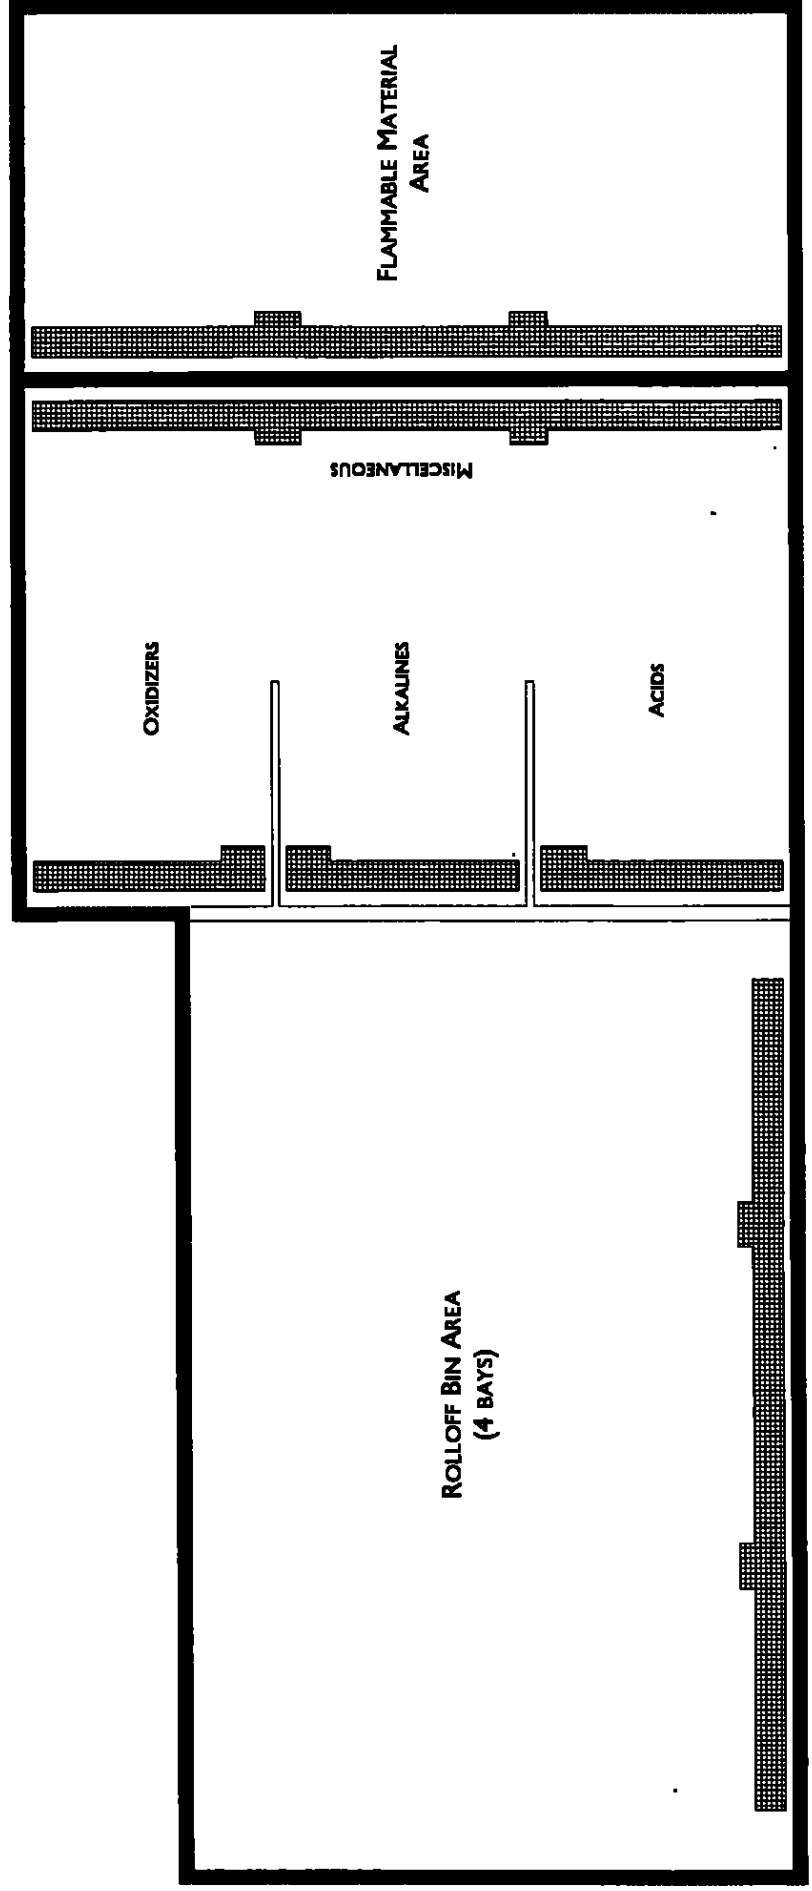 FLAMMABLE MATERIAL
AREA
MISCELLANEOUS
OXIDIZERS
ALKALINES
ACIDS
ROLLOFF BIN AREA
(4 BAYS)